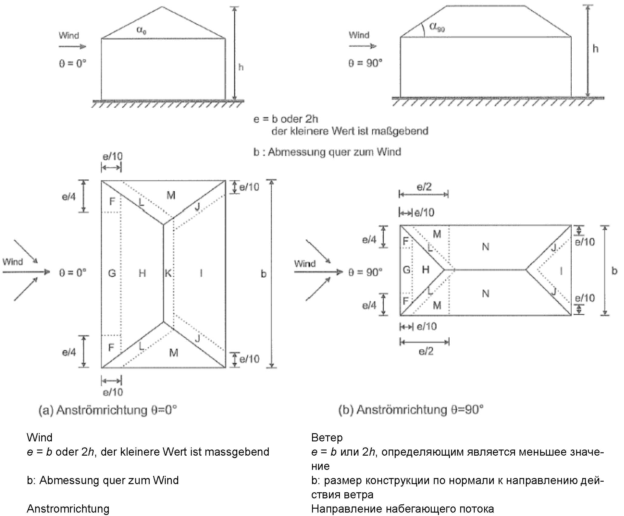 Wind
θ = 0°
α₀
h
Wind
θ = 90°
α₉₀
h
e = b oder 2h
der kleinere Wert ist maßgebend
b : Abmessung quer zum Wind
e/10
e/4
F
L
M
J
e/10
Wind
θ = 0°
G
H
K
I
b
e/4
F
L
M
J
e/10
e/10
(a) Anströmrichtung θ=0°
e/2
e/10
e/4
F
M
L
N
J
e/10
Wind
θ = 90°
G
H
I
b
e/4
F
L
M
N
J
e/10
e/10
e/2
(b) Anströmrichtung θ=90°
Wind
e = b oder 2h, der kleinere Wert ist massgebend
b: Abmessung quer zum Wind
Anstromrichtung
Ветер
e = b или 2h, определяющим является меньшее значе-
ние
b: размер конструкции по нормали к направлению дей-
ствия ветра
Направление набегающего потока